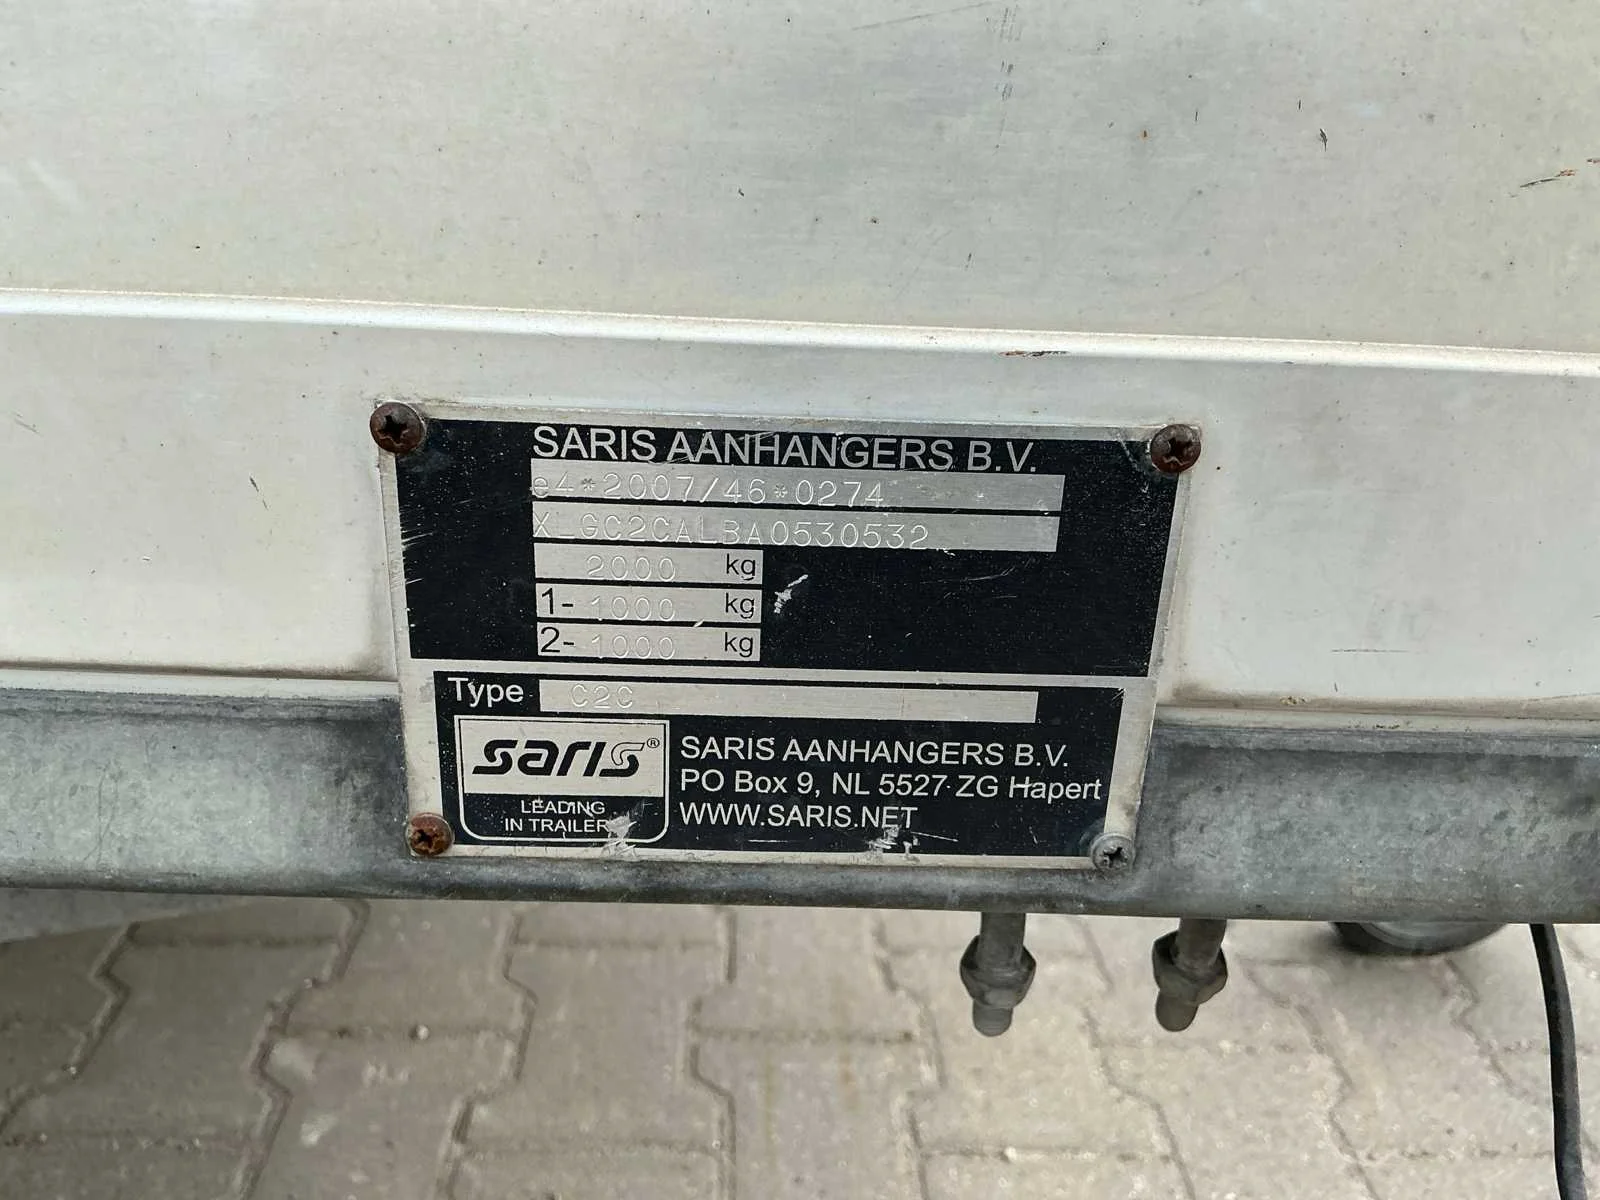 SARIS AANHANGERS B.V.
e4*2007/46*0274
XLGC2CALBA0530532
2000 kg
1- 1000 kg
2- 1000 kg
Type C2C
saris®
LEADING
IN TRAILER
SARIS AANHANGERS B.V.
PO Box 9, NL 5527 ZG Hapert
WWW.SARIS.NET